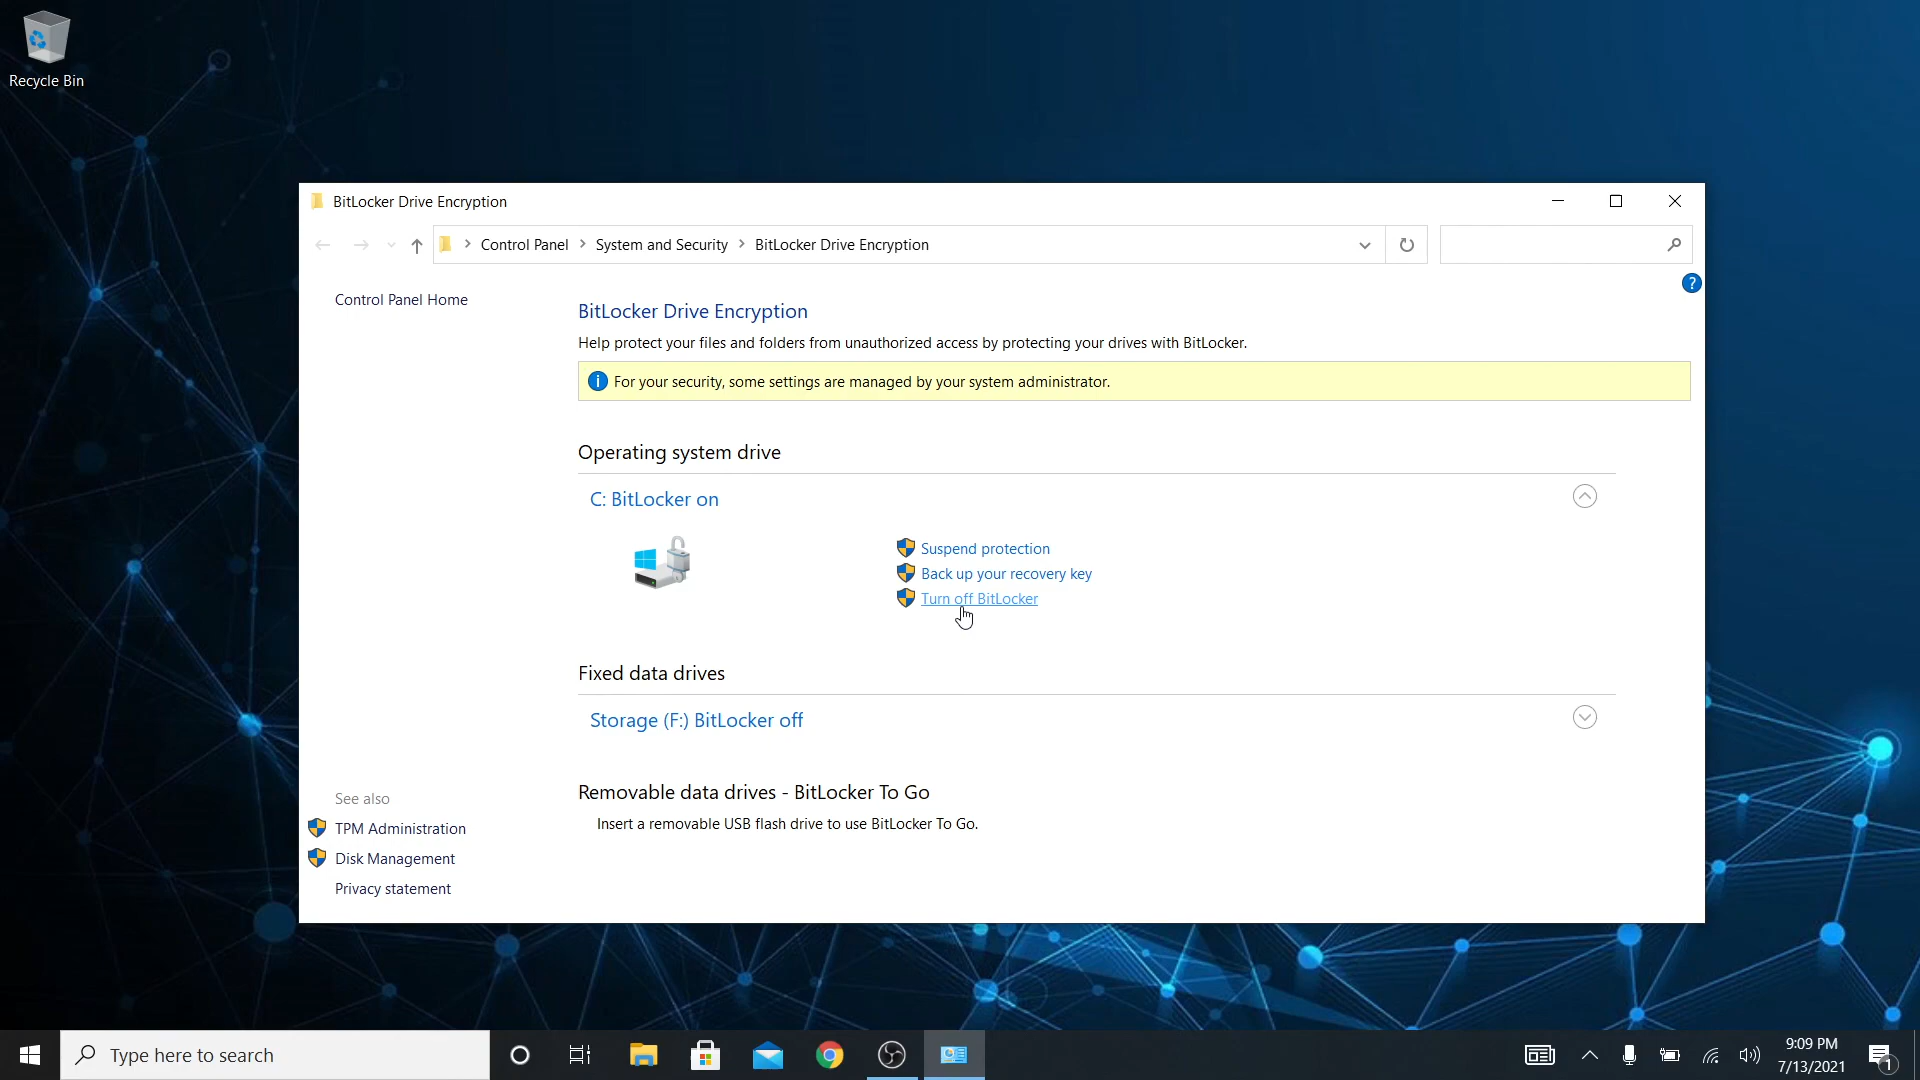 Recycle Bin
BitLocker Drive Encryption
Control Panel > System and Security > BitLocker Drive Encryption
?
Control Panel Home
BitLocker Drive Encryption
Help protect your files and folders from unauthorized access by protecting your drives with BitLocker.
i For your security, some settings are managed by your system administrator.
Operating system drive
C: BitLocker on
Suspend protection
Back up your recovery key
Turn off BitLocker
Fixed data drives
Storage (F:) BitLocker off
Removable data drives - BitLocker To Go
Insert a removable USB flash drive to use BitLocker To Go.
See also
TPM Administration
Disk Management
Privacy statement
Type here to search
9:09 PM
7/13/2021
1